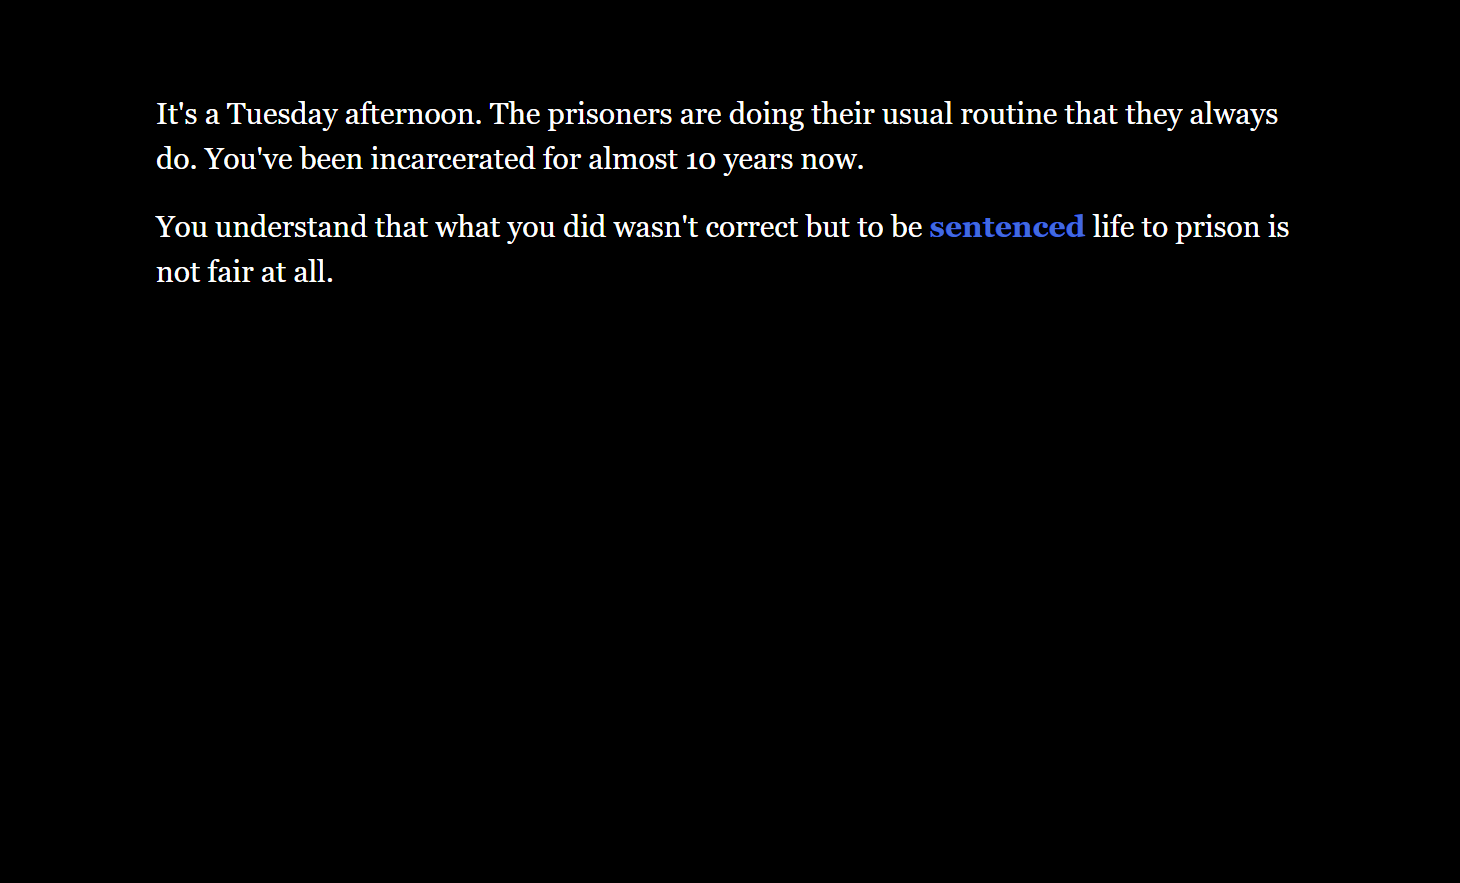 It's a Tuesday afternoon. The prisoners are doing their usual routine that they always
do. You've been incarcerated for almost 10 years now.
You understand that what you did wasn't correct but to be sentenced life to prison is
not fair at all.